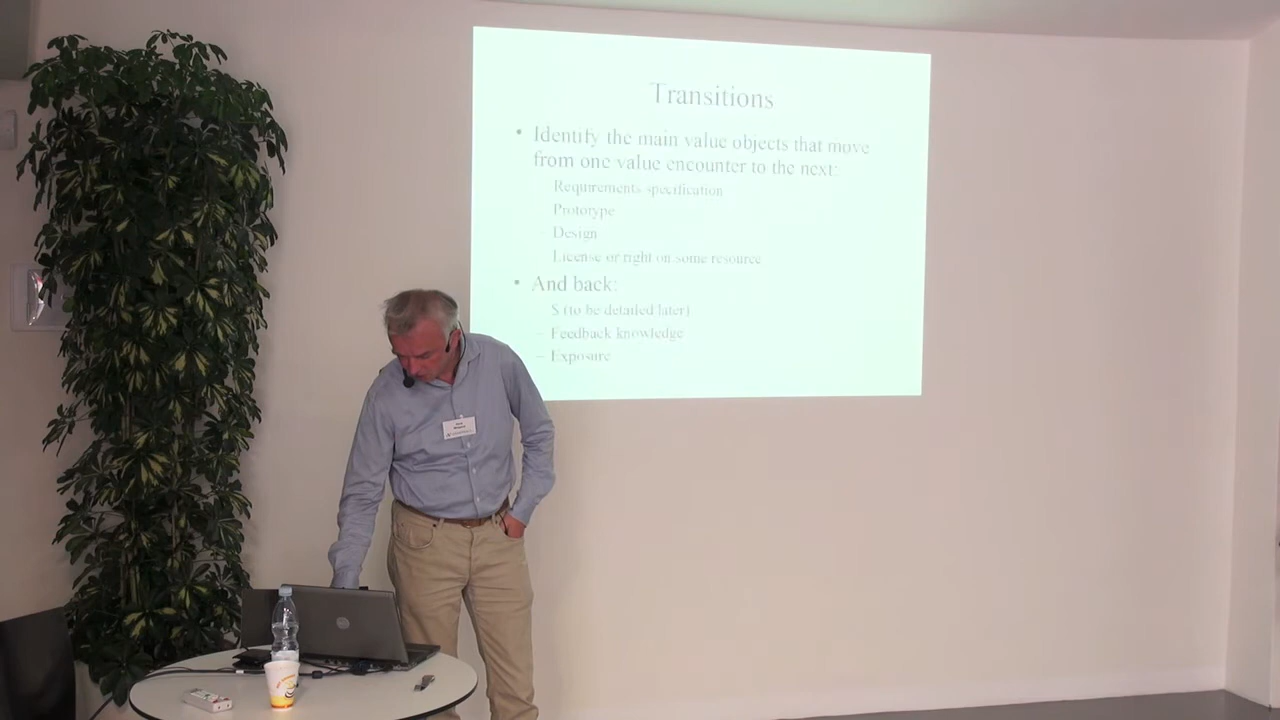 Transitions
• Identify the main value objects that move
from one value encounter to the next:
Requirements specification
Prototype
– Design
License or right on some resource
• And back:
$ (to be detailed later)
– Feedback knowledge
– Exposure